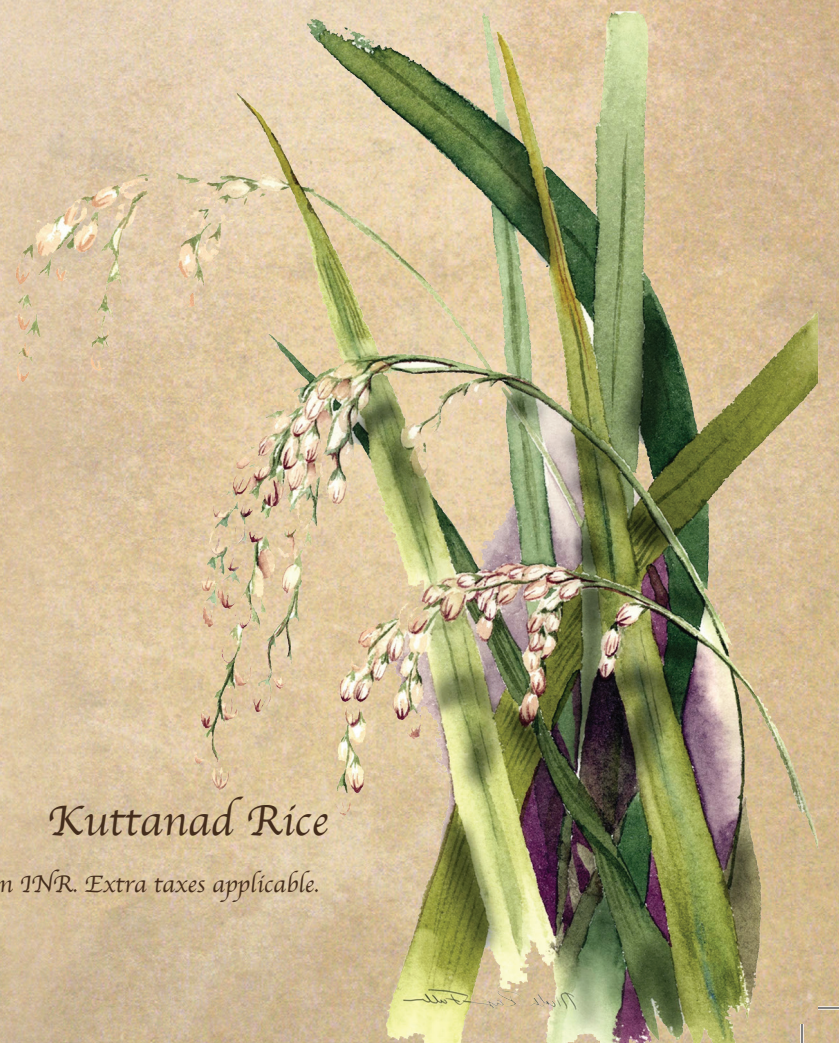 Kuttanad Rice
n INR. Extra taxes applicable.